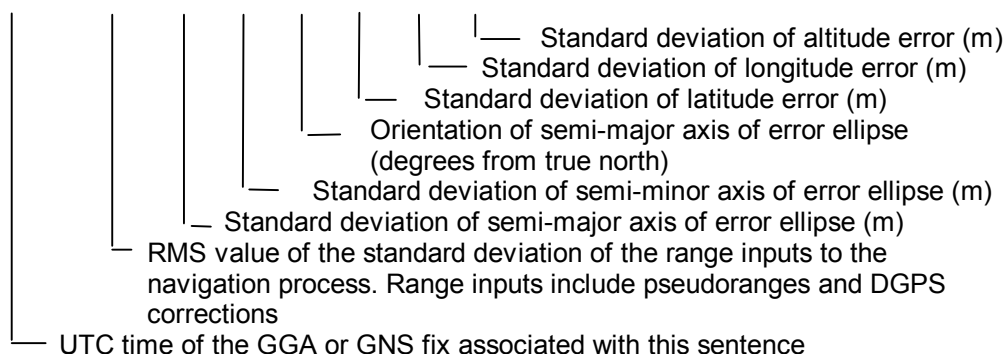 Standard deviation of altitude error (m)
Standard deviation of longitude error (m)
Standard deviation of latitude error (m)
Orientation of semi-major axis of error ellipse
(degrees from true north)
Standard deviation of semi-minor axis of error ellipse (m)
Standard deviation of semi-major axis of error ellipse (m)
RMS value of the standard deviation of the range inputs to the
navigation process. Range inputs include pseudoranges and DGPS
corrections
UTC time of the GGA or GNS fix associated with this sentence